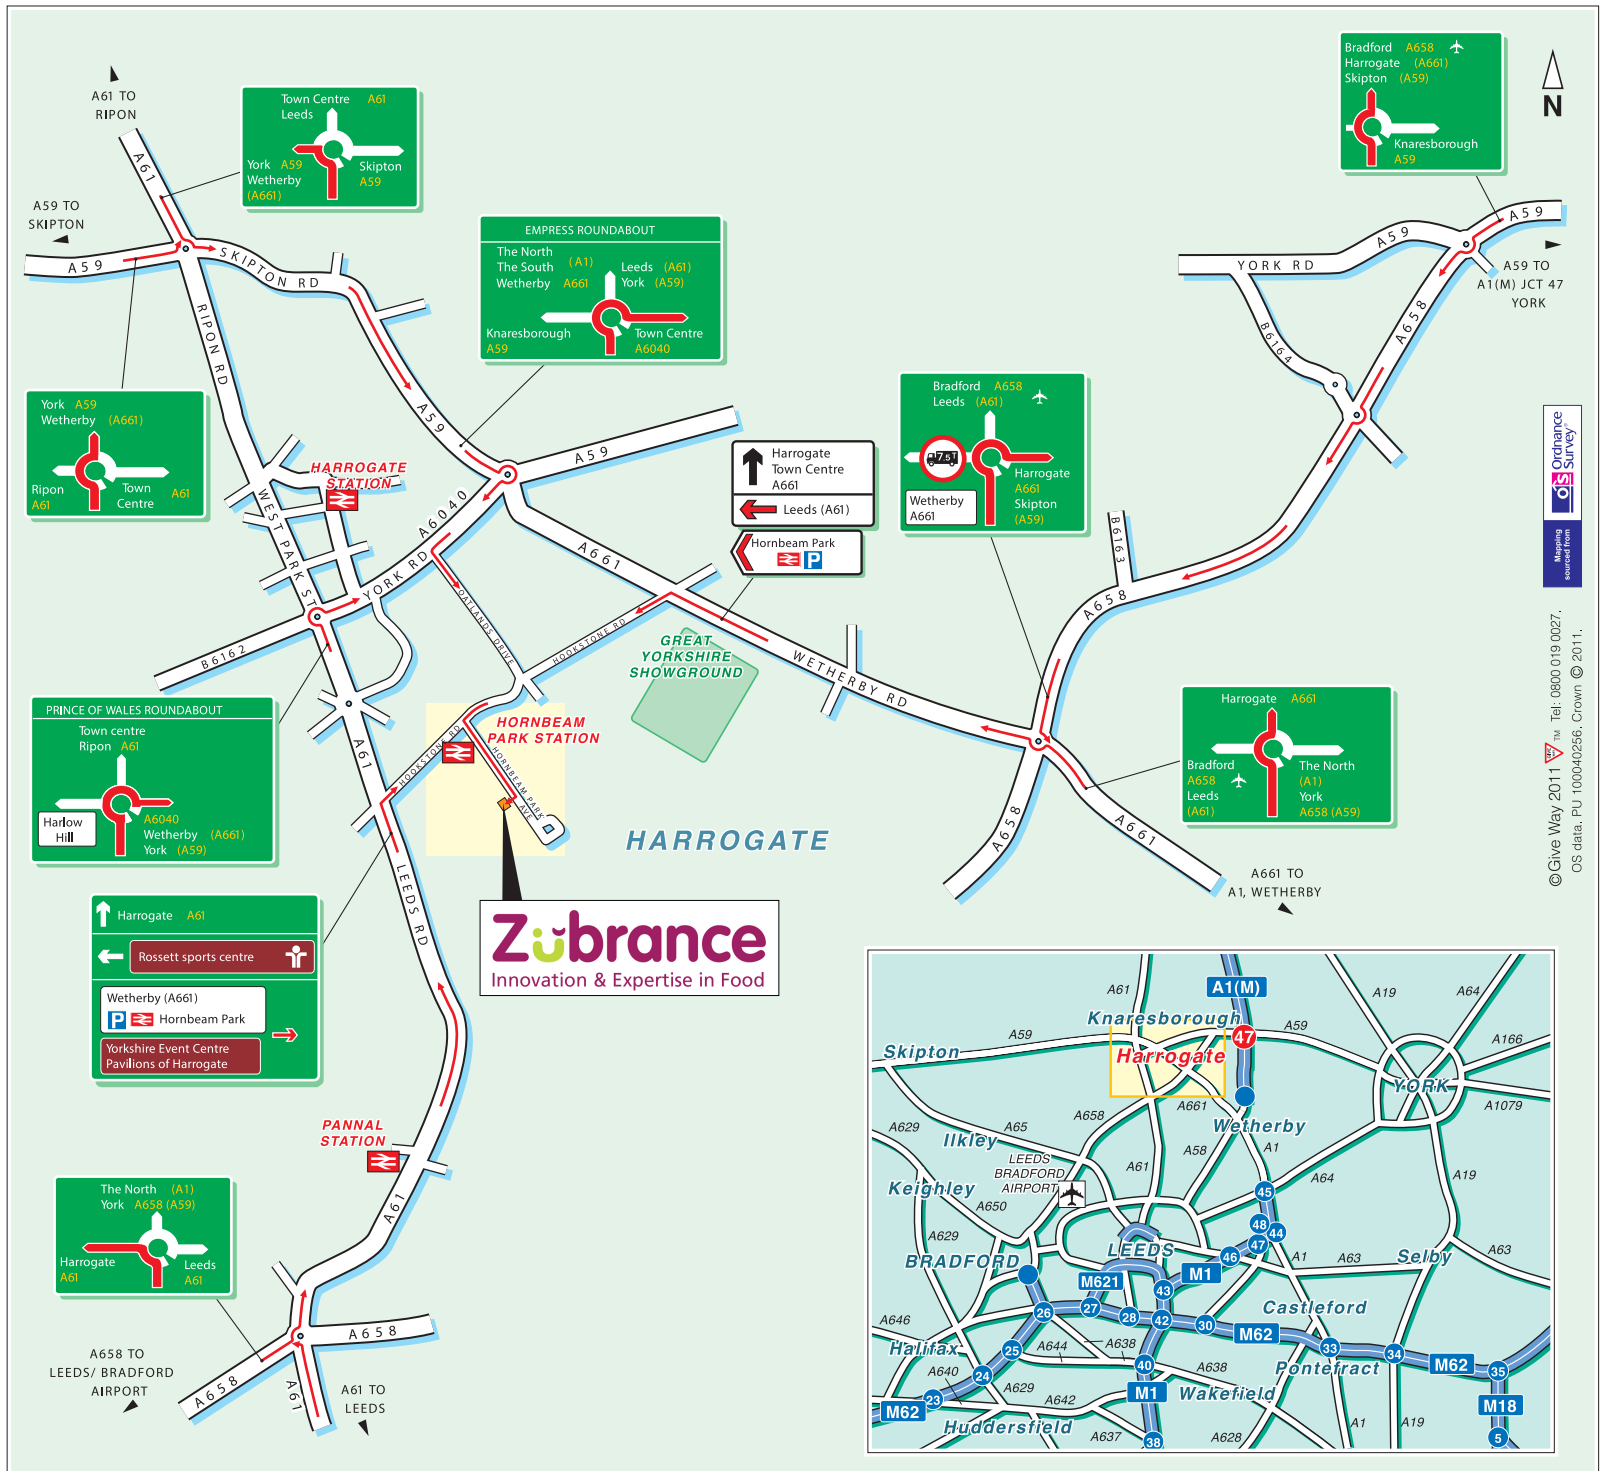 A61 TO
RIPON
A61
Town Centre A61
Leeds
York A59
Wetherby
(A661)
Skipton
A59
A59 TO
SKIPTON
A59
SKIPTON RD
RIPON RD
EMPRESS ROUNDABOUT
The North
The South (A1)
Wetherby A661
Leeds (A61)
York (A59)
Knaresborough
A59
Town Centre
A6040
Bradford A658
Harrogate (A661)
Skipton (A59)
Knaresborough
A59
N
A59
A59
YORK RD
A59 TO
A1(M) JCT 47
YORK
A658
B6164
York A59
Wetherby (A661)
Ripon
A61
Town
Centre
A61
A59
A59
HARROGATE
STATION
WEST PARK ST
A6040
YORK RD
Harrogate
Town Centre
A661
Leeds (A61)
Hornbeam Park
P
Bradford A658
Leeds (A61)
7.5T
Wetherby
A661
Harrogate
A661
Skipton
(A59)
Ordnance
Survey®
Mapping
sourced from
B6163
A658
A661
OATLANDS DRIVE
HOOKSTONE RD
GREAT
YORKSHIRE
SHOWGROUND
WETHERBY RD
B6162
PRINCE OF WALES ROUNDABOUT
Town centre
Ripon A61
Harlow
Hill
A6040
Wetherby (A661)
York (A59)
A61
HOOKSTONE RD
HORNBEAM
PARK STATION
HORNBEAM PARK
AVE
HARROGATE
Harrogate A661
Bradford
A658
Leeds
(A61)
The North
(A1)
York
A658 (A59)
A658
A661
A661 TO
A1, WETHERBY
©Give Way 2011 ™ Tel: 0800 019 0027.
OS data. PU 100040256. Crown © 2011.
LEEDS RD
Harrogate A61
Rossett sports centre
Wetherby (A661)
P Hornbeam Park
Yorkshire Event Centre
Pavilions of Harrogate
Zübrance
Innovation & Expertise in Food
PANNAL
STATION
A61
The North (A1)
York A658 (A59)
Harrogate
A61
Leeds
A61
A658
A658
A61
A658 TO
LEEDS/ BRADFORD
AIRPORT
A61 TO
LEEDS
A61
A1(M)
A19
A64
Knaresborough
47
A59
A59
A166
Skipton
Harrogate
YORK
A658
A661
A1079
A629
Ilkley
A65
Wetherby
A1
LEEDS
BRADFORD
AIRPORT
A61
A58
A64
A19
Keighley
A650
45
48
44
A629
47
BRADFORD
LEEDS
46
A1
A63
Selby
A63
M621
M1
43
Castleford
A646
26
27
28
42
30
M62
Halifax
25
A644
A638
33
34
M62
35
40
A638
Pontefract
A640
24
A629
A642
M1
Wakefield
M62
23
M18
Huddersfield
A637
38
A628
A1
A19
5